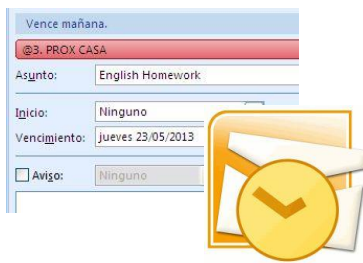 Vence mañana.
@3. PROX CASA
Asunto: English Homework
Inicio: Ninguno
Vencimiento: jueves 23/05/2013
Aviso: Ninguno